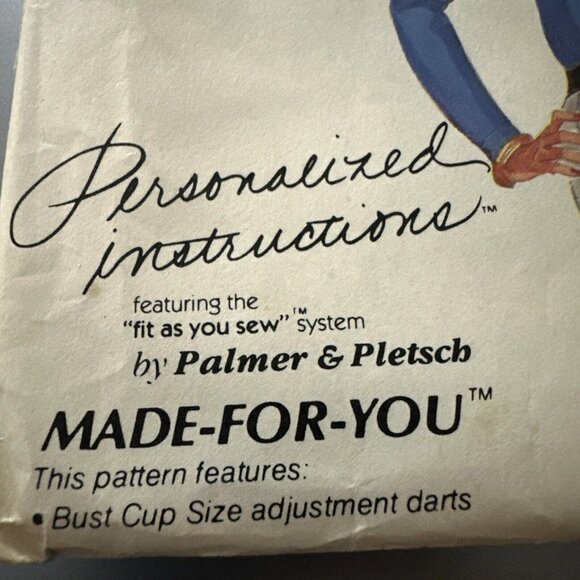 Personalized
instructions™
featuring the
"fit as you sew"™ system
by Palmer & Pletsch
MADE-FOR-YOU™
This pattern features:
• Bust Cup Size adjustment darts